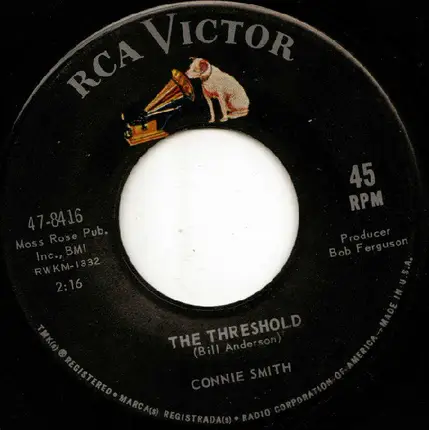 RCA VICTOR
47-8416
Moss Rose Pub.
Inc., BMI
RWKM-1332
2:16
45
RPM
Producer
Bob Ferguson
THE THRESHOLD
(Bill Anderson)
CONNIE SMITH
TMK(s) ® REGISTERED • MARCA(s) REGISTRADA(s) • RADIO CORPORATION OF AMERICA—MADE IN U.S.A.